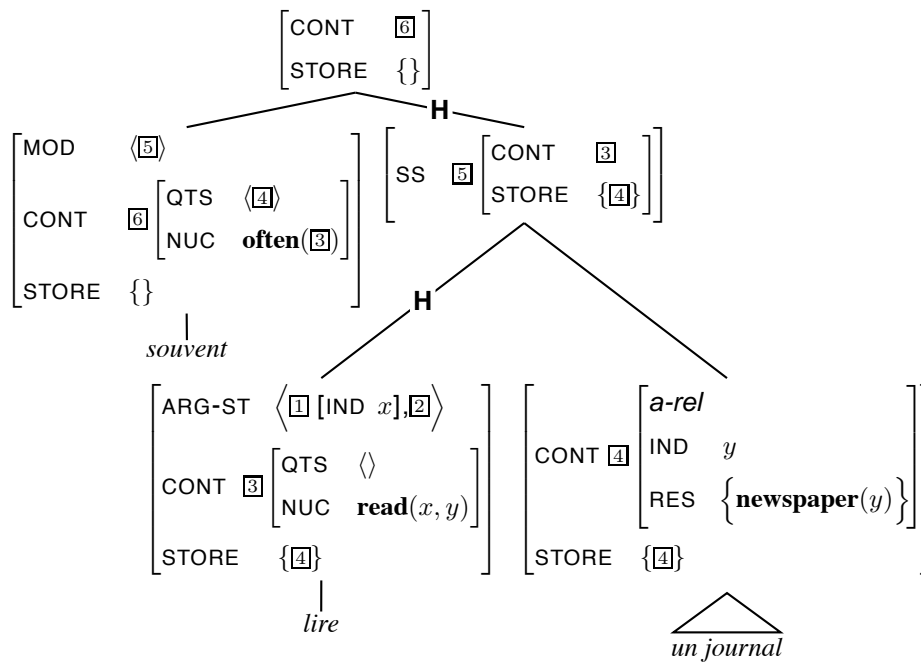 [CONT 6
STORE {}]
H
[MOD ⟨5⟩
CONT 6 [QTS ⟨4⟩
NUC often(3)]
STORE {}]
souvent
[SS 5 [CONT 3
STORE {4}]]
H
[ARG-ST ⟨1 [IND x],2⟩
CONT 3 [QTS ⟨⟩
NUC read(x, y)]
STORE {4}]
lire
[CONT 4 [a-rel
IND y
RES {newspaper(y)}]
STORE {4}]
un journal